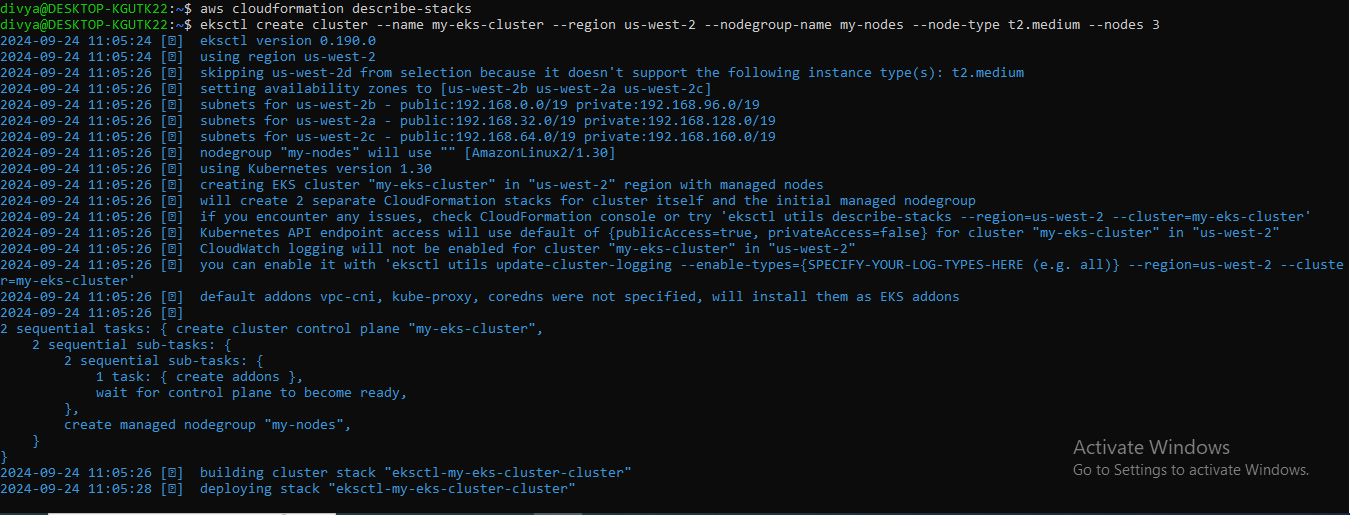 divya@DESKTOP-KGUTK22:~$ aws cloudformation describe-stacks
divya@DESKTOP-KGUTK22:~$ eksctl create cluster --name my-eks-cluster --region us-west-2 --nodegroup-name my-nodes --node-type t2.medium --nodes 3
2024-09-24 11:05:24 [ℹ]  eksctl version 0.190.0
2024-09-24 11:05:24 [ℹ]  using region us-west-2
2024-09-24 11:05:26 [ℹ]  skipping us-west-2d from selection because it doesn't support the following instance type(s): t2.medium
2024-09-24 11:05:26 [ℹ]  setting availability zones to [us-west-2b us-west-2a us-west-2c]
2024-09-24 11:05:26 [ℹ]  subnets for us-west-2b - public:192.168.0.0/19 private:192.168.96.0/19
2024-09-24 11:05:26 [ℹ]  subnets for us-west-2a - public:192.168.32.0/19 private:192.168.128.0/19
2024-09-24 11:05:26 [ℹ]  subnets for us-west-2c - public:192.168.64.0/19 private:192.168.160.0/19
2024-09-24 11:05:26 [ℹ]  nodegroup "my-nodes" will use "" [AmazonLinux2/1.30]
2024-09-24 11:05:26 [ℹ]  using Kubernetes version 1.30
2024-09-24 11:05:26 [ℹ]  creating EKS cluster "my-eks-cluster" in "us-west-2" region with managed nodes
2024-09-24 11:05:26 [ℹ]  will create 2 separate CloudFormation stacks for cluster itself and the initial managed nodegroup
2024-09-24 11:05:26 [ℹ]  if you encounter any issues, check CloudFormation console or try 'eksctl utils describe-stacks --region=us-west-2 --cluster=my-eks-cluster'
2024-09-24 11:05:26 [ℹ]  Kubernetes API endpoint access will use default of {publicAccess=true, privateAccess=false} for cluster "my-eks-cluster" in "us-west-2"
2024-09-24 11:05:26 [ℹ]  CloudWatch logging will not be enabled for cluster "my-eks-cluster" in "us-west-2"
2024-09-24 11:05:26 [ℹ]  you can enable it with 'eksctl utils update-cluster-logging --enable-types={SPECIFY-YOUR-LOG-TYPES-HERE (e.g. all)} --region=us-west-2 --cluste
r=my-eks-cluster'
2024-09-24 11:05:26 [ℹ]  default addons vpc-cni, kube-proxy, coredns were not specified, will install them as EKS addons
2024-09-24 11:05:26 [ℹ]
2 sequential tasks: { create cluster control plane "my-eks-cluster",
    2 sequential sub-tasks: {
        2 sequential sub-tasks: {
            1 task: { create addons },
            wait for control plane to become ready,
        },
        create managed nodegroup "my-nodes",
    }
}
2024-09-24 11:05:26 [ℹ]  building cluster stack "eksctl-my-eks-cluster-cluster"
2024-09-24 11:05:28 [ℹ]  deploying stack "eksctl-my-eks-cluster-cluster"
Activate Windows
Go to Settings to activate Windows.